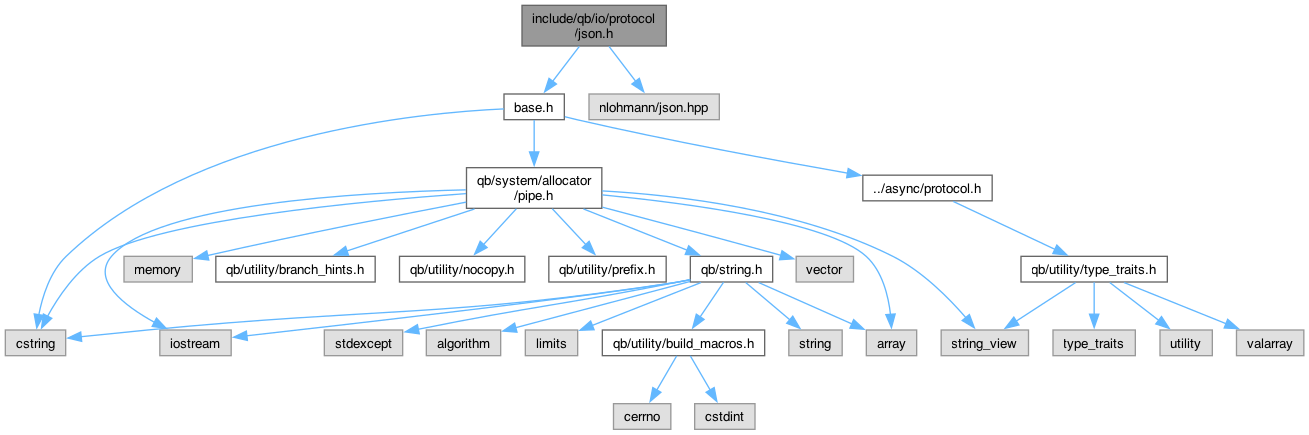 include/qb/io/protocol
/json.h
base.h
nlohmann/json.hpp
qb/system/allocator
/pipe.h
../async/protocol.h
memory
qb/utility/branch_hints.h
qb/utility/nocopy.h
qb/utility/prefix.h
qb/string.h
vector
qb/utility/type_traits.h
cstring
iostream
stdexcept
algorithm
limits
qb/utility/build_macros.h
string
array
string_view
type_traits
utility
valarray
cerrno
cstdint